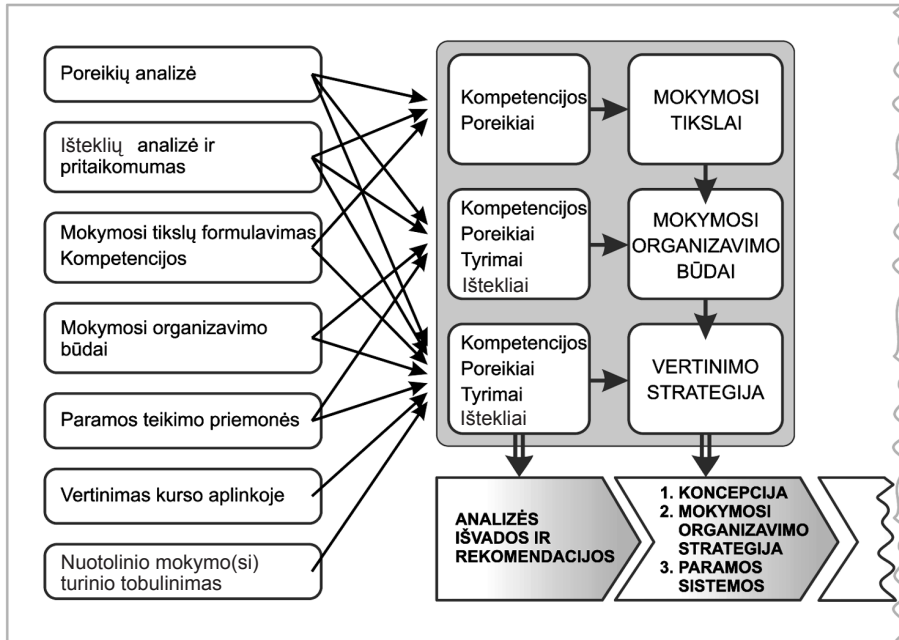 Poreikių analizė
Išteklių analizė ir
pritaikomumas
Mokymosi tikslų formulavimas
Kompetencijos
Mokymosi organizavimo
būdai
Paramos teikimo priemonės
Vertinimas kurso aplinkoje
Nuotolinio mokymo(si)
turinio tobulinimas
Kompetencijos
Poreikiai
MOKYMOSI
TIKSLAI
Kompetencijos
Poreikiai
Tyrimai
Ištekliai
MOKYMOSI
ORGANIZAVIMO
BŪDAI
Kompetencijos
Poreikiai
Tyrimai
Ištekliai
VERTINIMO
STRATEGIJA
ANALIZĖS
IŠVADOS IR
REKOMENDACIJOS
1. KONCEPCIJA
2. MOKYMOSI
ORGANIZAVIMO
STRATEGIJA
3. PARAMOS
SISTEMOS